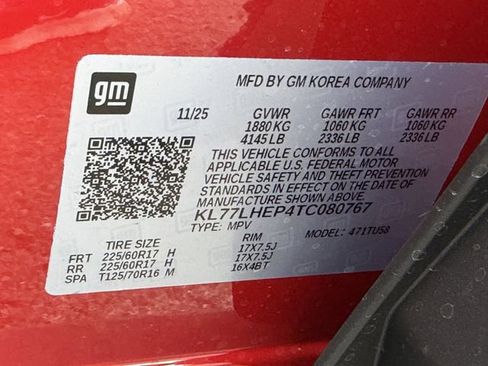 gm
MFD BY GM KOREA COMPANY
11/25 GVWR GAWR FRT GAWR RR
1880 KG 1060 KG 1060 KG
4145 LB 2336 LB 2336 LB
THIS VEHICLE CONFORMS TO ALL
APPLICABLE U.S. FEDERAL MOTOR
VEHICLE SAFETY AND THEFT PREVENTION
STANDARDS IN EFFECT ON THE DATE OF
MANUFACTURE SHOWN ABOVE.
KL77LHEP4TC080767
TYPE: MPV
471TU58
TIRE SIZE RIM
FRT 225/60R17 H 17X7.5J
RR 225/60R17 H 17X7.5J
SPA T125/70R16 M 16X4BT